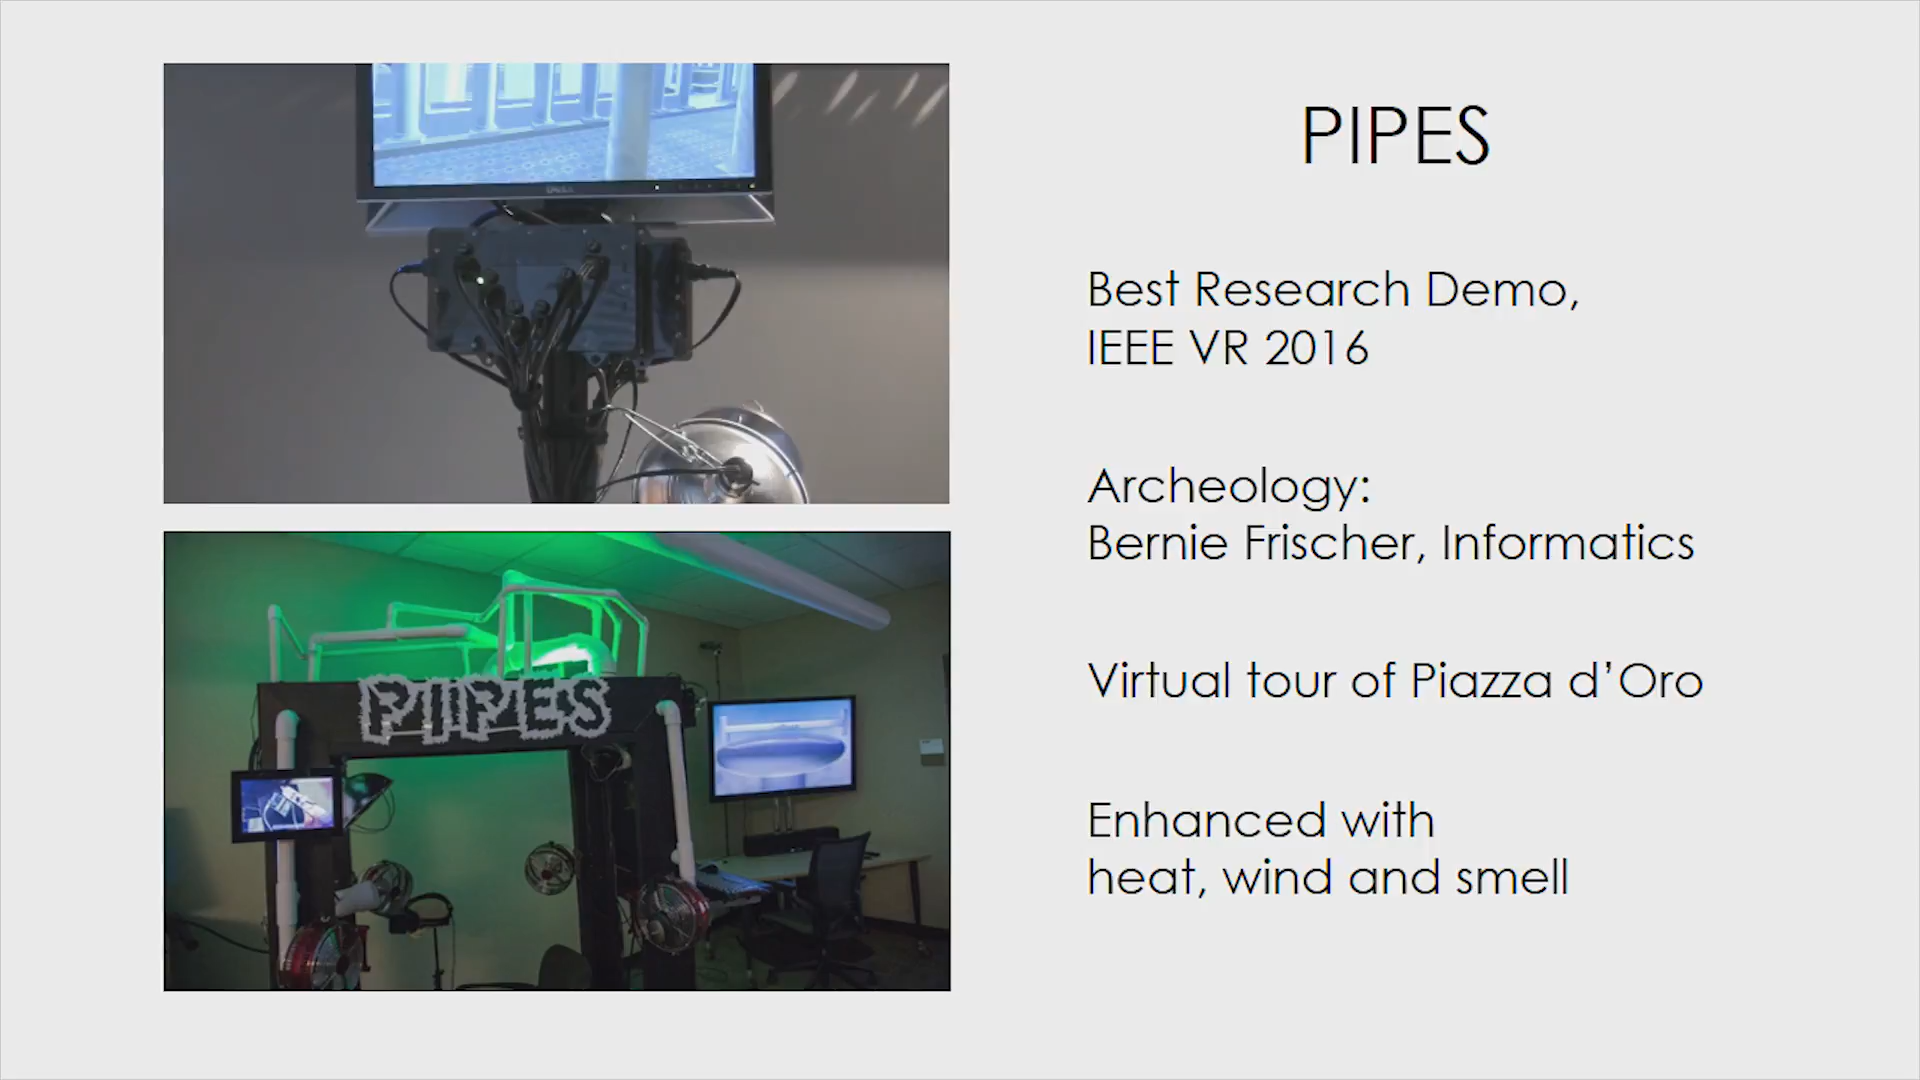 PIPES
Best Research Demo,
IEEE VR 2016
Archeology:
Bernie Frischer, Informatics
Virtual tour of Piazza d’Oro
Enhanced with
heat, wind and smell
DELL
PIPES